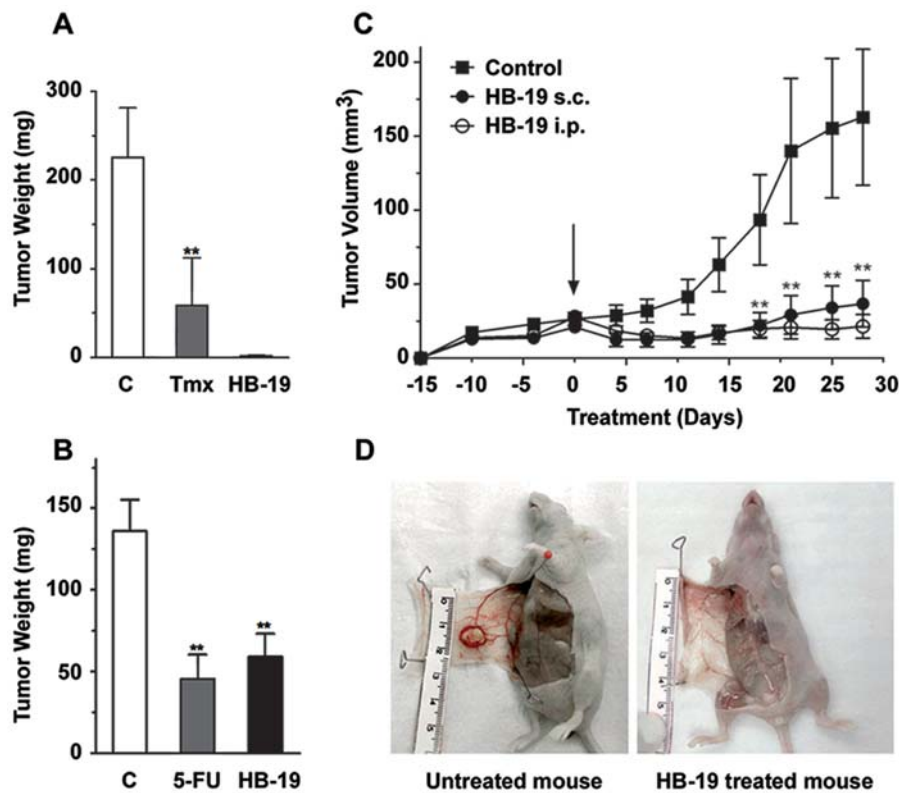 A
Tumor Weight (mg)
300
200
100
0
**
C Tmx HB-19
B
Tumor Weight (mg)
150
100
50
0
** **
C 5-FU HB-19
C
Tumor Volume (mm3)
200
150
100
50
0
Control
HB-19 s.c.
HB-19 i.p.
** ** ** **
-15 -10 -5 0 5 10 15 20 25 30
Treatment (Days)
D
Untreated mouse
HB-19 treated mouse